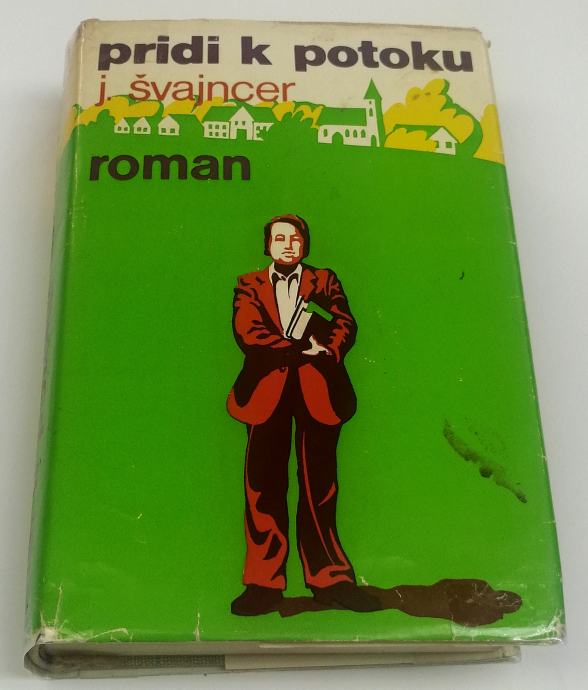 pridi k potoku
j. švajncer
roman